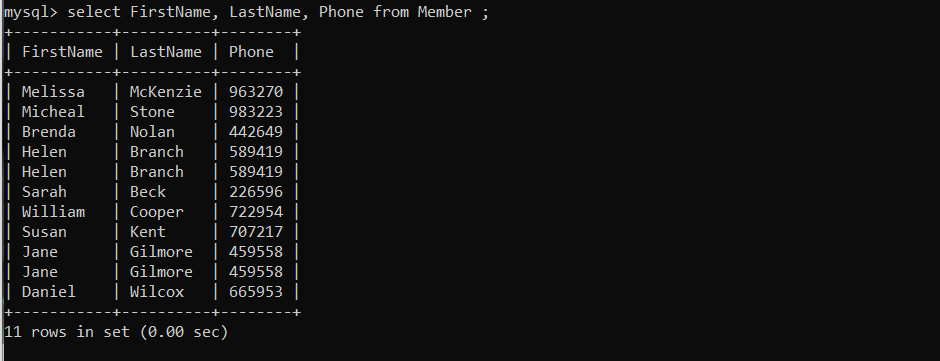 mysql> select FirstName, LastName, Phone from Member ;
+-----------+----------+--------+
| FirstName | LastName | Phone  |
+-----------+----------+--------+
| Melissa   | McKenzie | 963270 |
| Micheal   | Stone    | 983223 |
| Brenda    | Nolan    | 442649 |
| Helen     | Branch   | 589419 |
| Helen     | Branch   | 589419 |
| Sarah     | Beck     | 226596 |
| William   | Cooper   | 722954 |
| Susan     | Kent     | 707217 |
| Jane      | Gilmore  | 459558 |
| Jane      | Gilmore  | 459558 |
| Daniel    | Wilcox   | 665953 |
+-----------+----------+--------+
11 rows in set (0.00 sec)